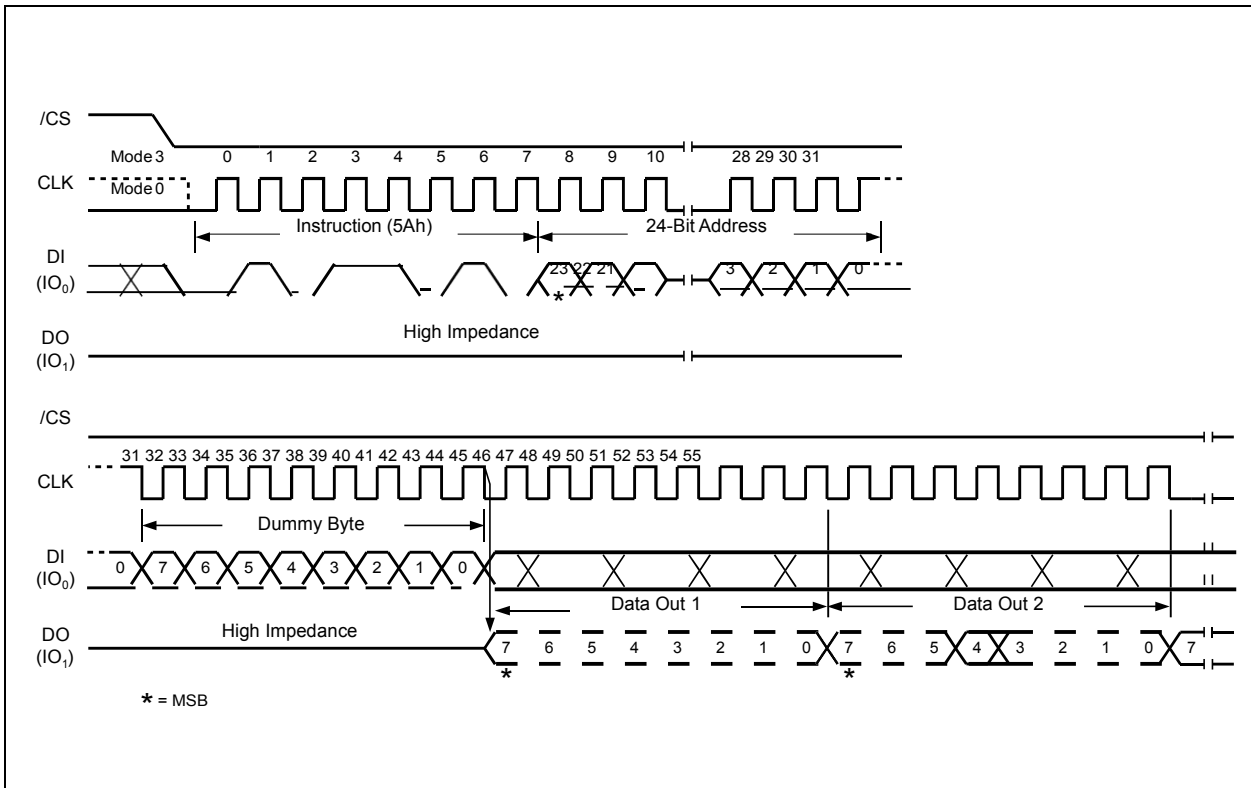 /CS
Mode 3 0 1 2 3 4 5 6 7 8 9 10 28 29 30 31
CLK Mode 0
Instruction (5Ah) 24-Bit Address
DI
(IO0) 23 22 21 3 2 1 0
*
High Impedance
DO
(IO1)
/CS
31 32 33 34 35 36 37 38 39 40 41 42 43 44 45 46 47 48 49 50 51 52 53 54 55
CLK
Dummy Byte
DI
(IO0) 0 7 6 5 4 3 2 1 0
Data Out 1 Data Out 2
DO High Impedance
(IO1) 7 6 5 4 3 2 1 0 7 6 5 4 3 2 1 0 7
* *
* = MSB